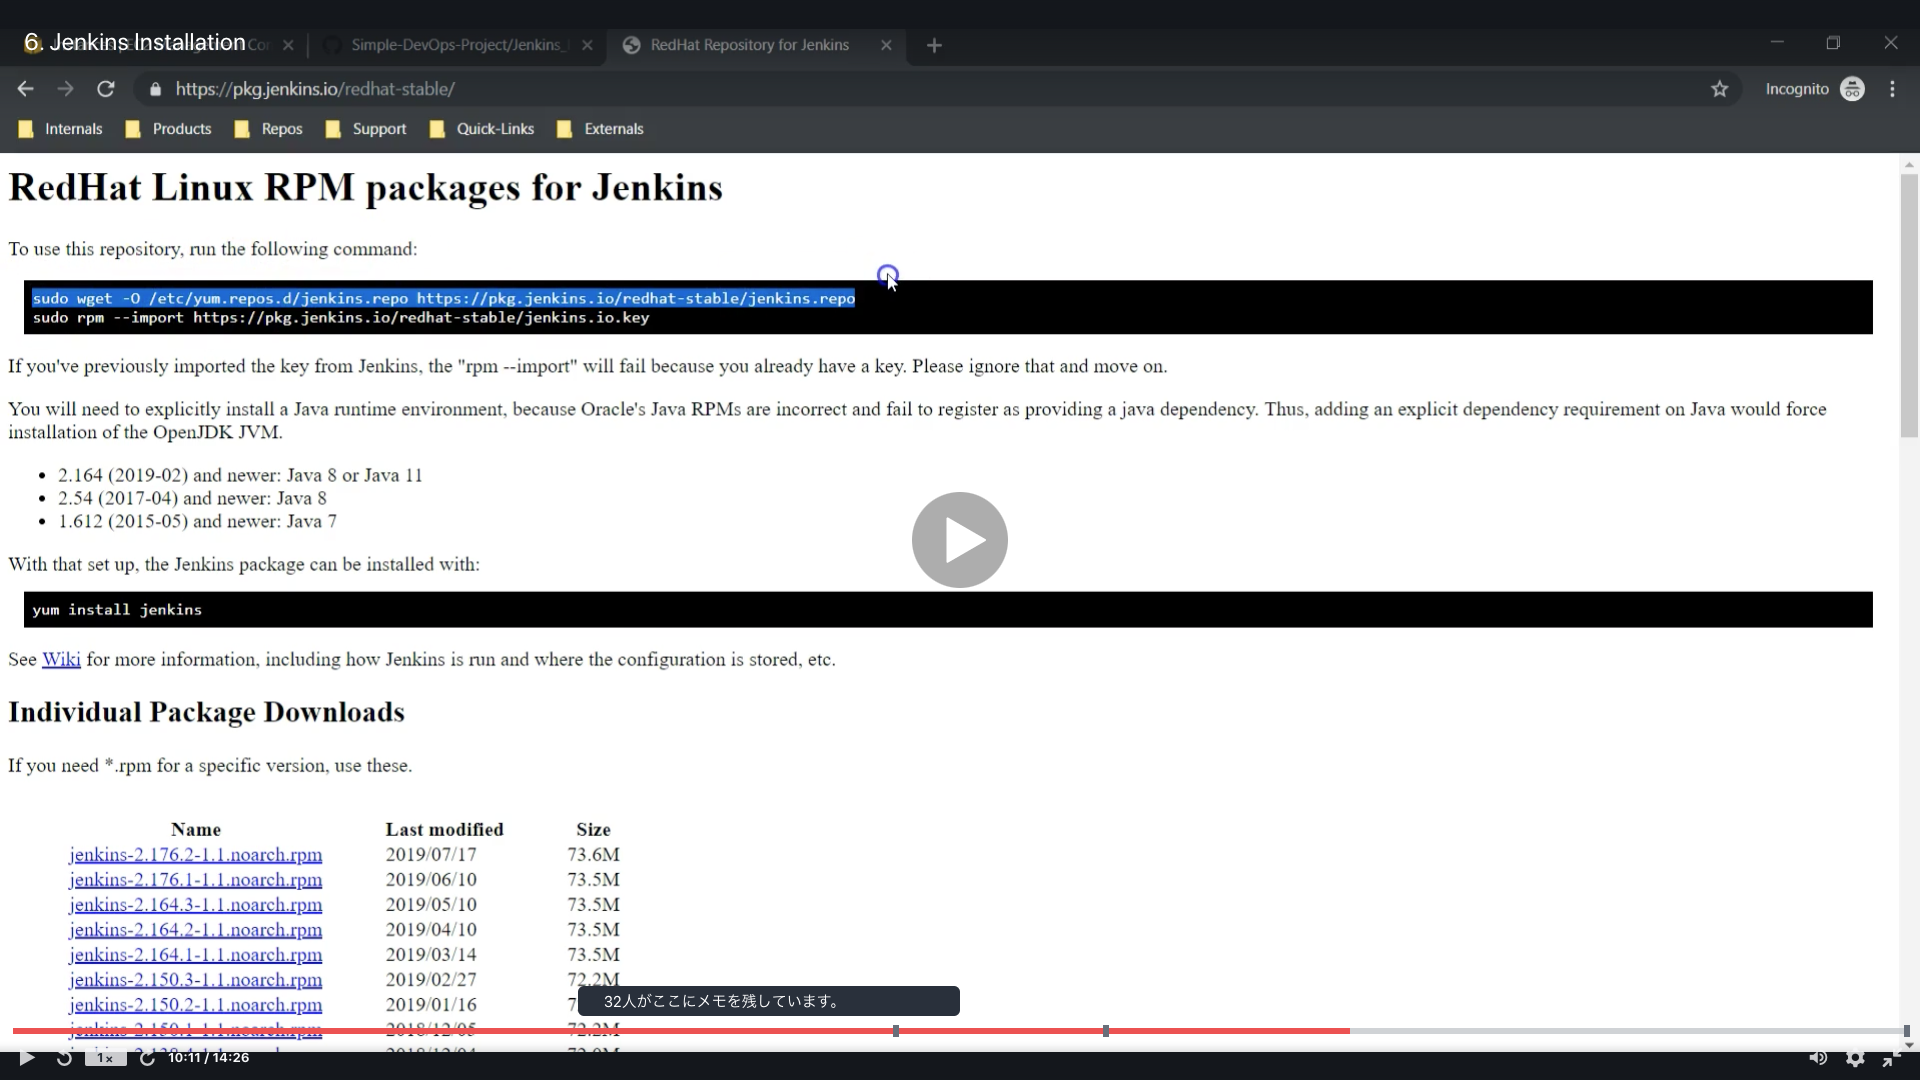 6. Jenkins Installation
Simple-DevOps-Project/Jenkins_
RedHat Repository for Jenkins
https://pkg.jenkins.io/redhat-stable/
Incognito
Internals Products Repos Support Quick-Links Externals
RedHat Linux RPM packages for Jenkins
To use this repository, run the following command:
sudo wget -O /etc/yum.repos.d/jenkins.repo https://pkg.jenkins.io/redhat-stable/jenkins.repo
sudo rpm --import https://pkg.jenkins.io/redhat-stable/jenkins.io.key
If you've previously imported the key from Jenkins, the "rpm --import" will fail because you already have a key. Please ignore that and move on.
You will need to explicitly install a Java runtime environment, because Oracle's Java RPMs are incorrect and fail to register as providing a java dependency. Thus, adding an explicit dependency requirement on Java would force
installation of the OpenJDK JVM.
• 2.164 (2019-02) and newer: Java 8 or Java 11
• 2.54 (2017-04) and newer: Java 8
• 1.612 (2015-05) and newer: Java 7
With that set up, the Jenkins package can be installed with:
yum install jenkins
See Wiki for more information, including how Jenkins is run and where the configuration is stored, etc.
Individual Package Downloads
If you need *.rpm for a specific version, use these.
Name Last modified Size
jenkins-2.176.2-1.1.noarch.rpm 2019/07/17 73.6M
jenkins-2.176.1-1.1.noarch.rpm 2019/06/10 73.5M
jenkins-2.164.3-1.1.noarch.rpm 2019/05/10 73.5M
jenkins-2.164.2-1.1.noarch.rpm 2019/04/10 73.5M
jenkins-2.164.1-1.1.noarch.rpm 2019/03/14 73.5M
jenkins-2.150.3-1.1.noarch.rpm 2019/02/27 72.2M
jenkins-2.150.2-1.1.noarch.rpm 2019/01/16
32人がここにメモを残しています。
jenkins-2.150.1-1.1.noarch.rpm 2018/12/05 72.2M
1x 10:11 / 14:26